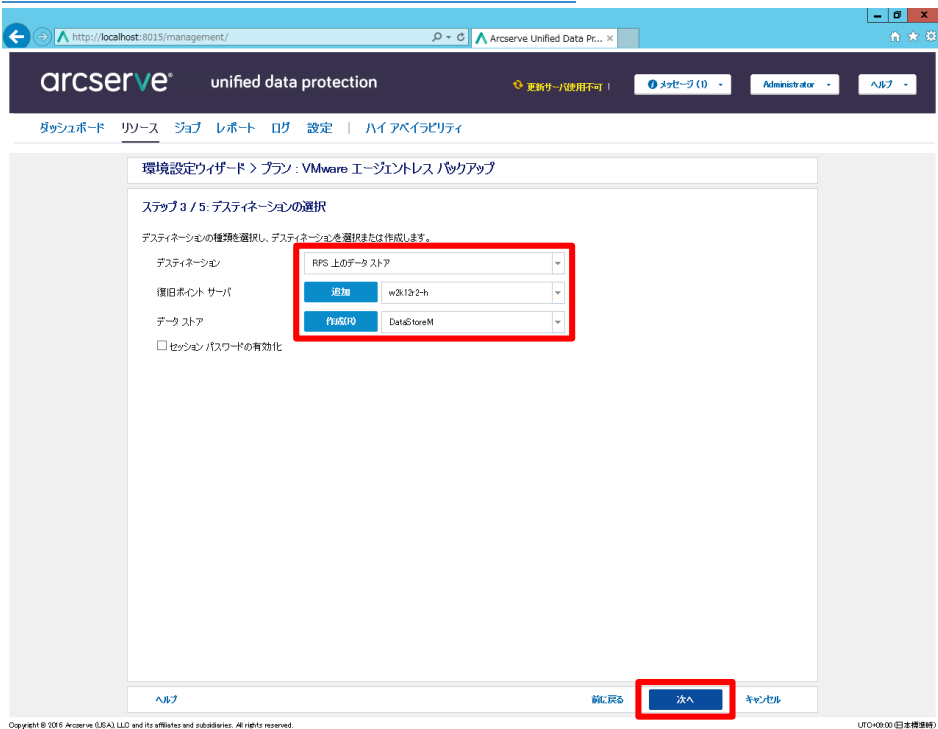 http://localhost:8015/management/
Arcserve Unified Data Pr...
arcserve® unified data protection
更新サーバ使用不可 |
メッセージ (1)
Administrator
ヘルプ
ダッシュボード リソース ジョブ レポート ログ 設定 | ハイ アベイラビリティ
環境設定ウィザード > プラン : VMware エージェントレス バックアップ
ステップ 3 / 5: デスティネーションの選択
デスティネーションの種類を選択し、デスティネーションを選択または作成します。
デスティネーション RPS 上のデータ ストア
復旧ポイント サーバ 追加 w2k12r2-h
データ ストア 作成(R) DataStoreM
セッション パスワードの有効化
ヘルプ 前に戻る 次へ キャンセル
Copyright © 2016 Arcserve (USA), LLC and its affiliates and subsidiaries. All rights reserved. UTC+09:00 (日本標準時)